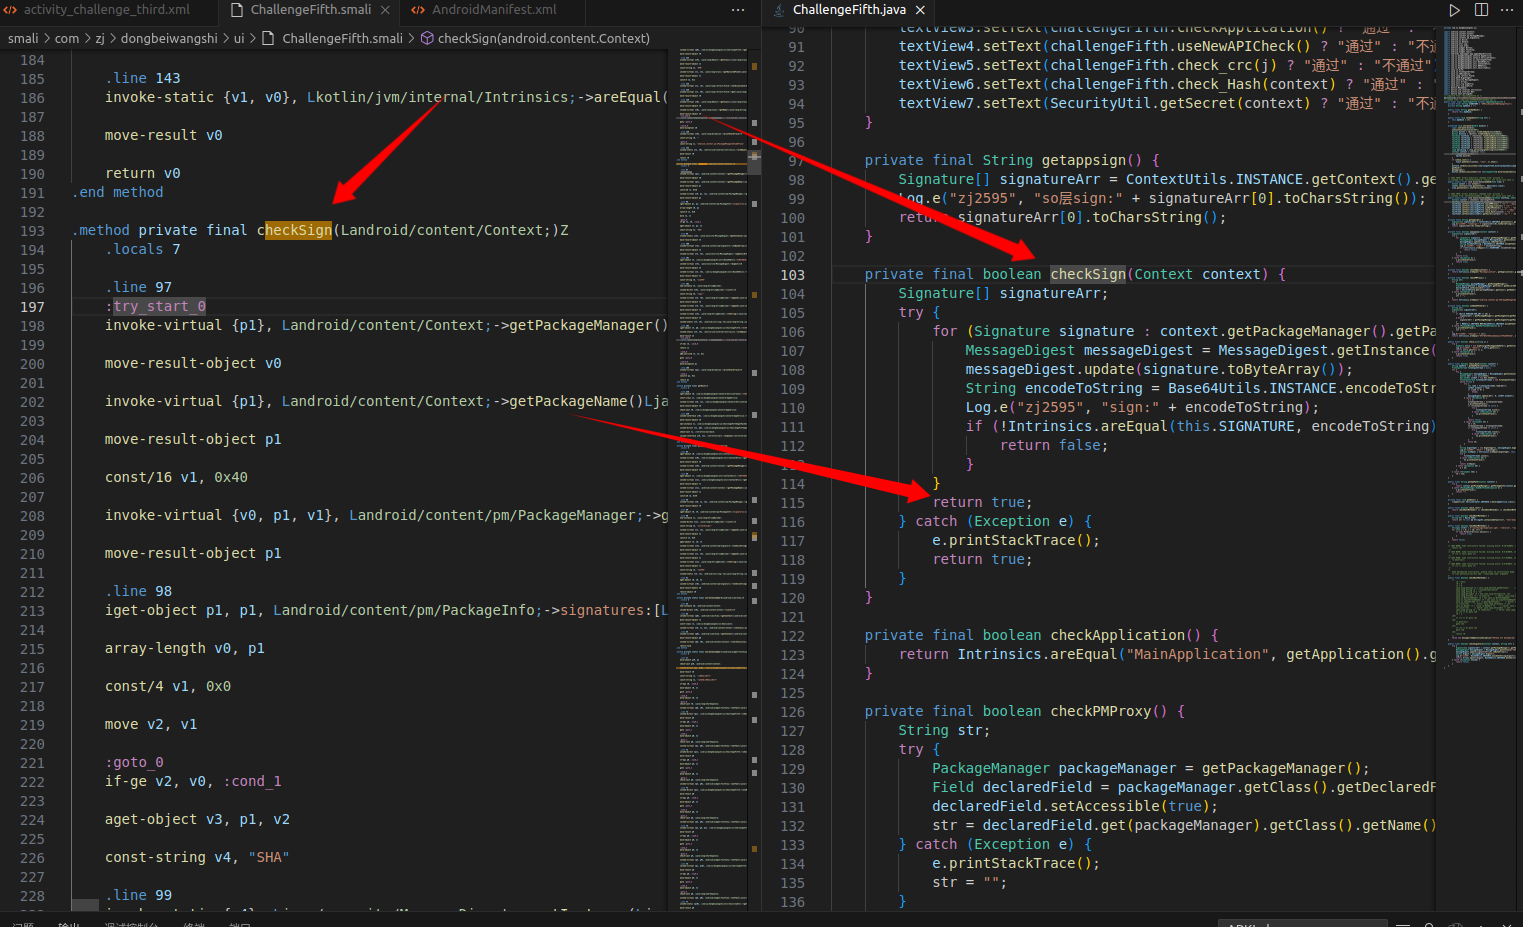 activity_challenge_third.xml
ChallengeFifth.smali
AndroidManifest.xml
smali > com > zj > dongbeiwangshi > ui > ChallengeFifth.smali > checkSign(android.content.Context)
184
185 .line 143
186 invoke-static {v1, v0}, Lkotlin/jvm/internal/Intrinsics;->areEqual(
187
188 move-result v0
189
190 return v0
191 .end method
192
193 .method private final checkSign(Landroid/content/Context;)Z
194 .locals 7
195
196 .line 97
197 :try_start_0
198 invoke-virtual {p1}, Landroid/content/Context;->getPackageManager()
199
200 move-result-object v0
201
202 invoke-virtual {p1}, Landroid/content/Context;->getPackageName()Lja
203
204 move-result-object p1
205
206 const/16 v1, 0x40
207
208 invoke-virtual {v0, p1, v1}, Landroid/content/pm/PackageManager;->g
209
210 move-result-object p1
211
212 .line 98
213 iget-object p1, p1, Landroid/content/pm/PackageInfo;->signatures:[L
214
215 array-length v0, p1
216
217 const/4 v1, 0x0
218
219 move v2, v1
220
221 :goto_0
222 if-ge v2, v0, :cond_1
223
224 aget-object v3, p1, v2
225
226 const-string v4, "SHA"
227
228 .line 99
ChallengeFifth.java
91 textView4.setText(challengeFifth.useNewAPICheck() ? "通过" : "不通
92 textView5.setText(challengeFifth.check_crc(j) ? "通过" : "不通过"
93 textView6.setText(challengeFifth.check_Hash(context) ? "通过" :
94 textView7.setText(SecurityUtil.getSecret(context) ? "通过" : "不通
95 }
96
97 private final String getappsign() {
98 Signature[] signatureArr = ContextUtils.INSTANCE.getContext().ge
99 Log.e("zj2595", "so层sign:" + signatureArr[0].toCharsString());
100 return signatureArr[0].toCharsString();
101 }
102
103 private final boolean checkSign(Context context) {
104 Signature[] signatureArr;
105 try {
106 for (Signature signature : context.getPackageManager().getPa
107 MessageDigest messageDigest = MessageDigest.getInstance(
108 messageDigest.update(signature.toByteArray());
109 String encodeToString = Base64Utils.INSTANCE.encodeToStr
110 Log.e("zj2595", "sign:" + encodeToString);
111 if (!Intrinsics.areEqual(this.SIGNATURE, encodeToString)
112 return false;
113 }
114 }
115 return true;
116 } catch (Exception e) {
117 e.printStackTrace();
118 return true;
119 }
120 }
121
122 private final boolean checkApplication() {
123 return Intrinsics.areEqual("MainApplication", getApplication().g
124 }
125
126 private final boolean checkPMProxy() {
127 String str;
128 try {
129 PackageManager packageManager = getPackageManager();
130 Field declaredField = packageManager.getClass().getDeclaredF
131 declaredField.setAccessible(true);
132 str = declaredField.get(packageManager).getClass().getName()
133 } catch (Exception e) {
134 e.printStackTrace();
135 str = "";
136 }